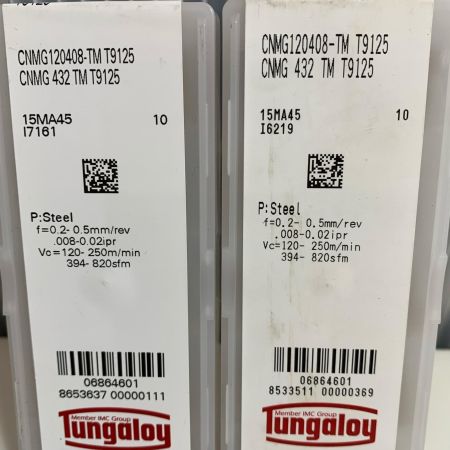 CNMG120408-TM T9125
CNMG 432 TM T9125
15MA45 10
I7161
P:Steel
f=0.2- 0.5mm/rev
.008-0.02ipr
Vc=120- 250m/min
394- 820sfm
06864601
8653637 00000111
Member IMC Group
Tungaloy
CNMG120408-TM T9125
CNMG 432 TM T9125
15MA45 10
I6219
P:Steel
f=0.2- 0.5mm/rev
.008-0.02ipr
Vc=120- 250m/min
394- 820sfm
06864601
8533511 00000369
Member IMC Group
Tungaloy